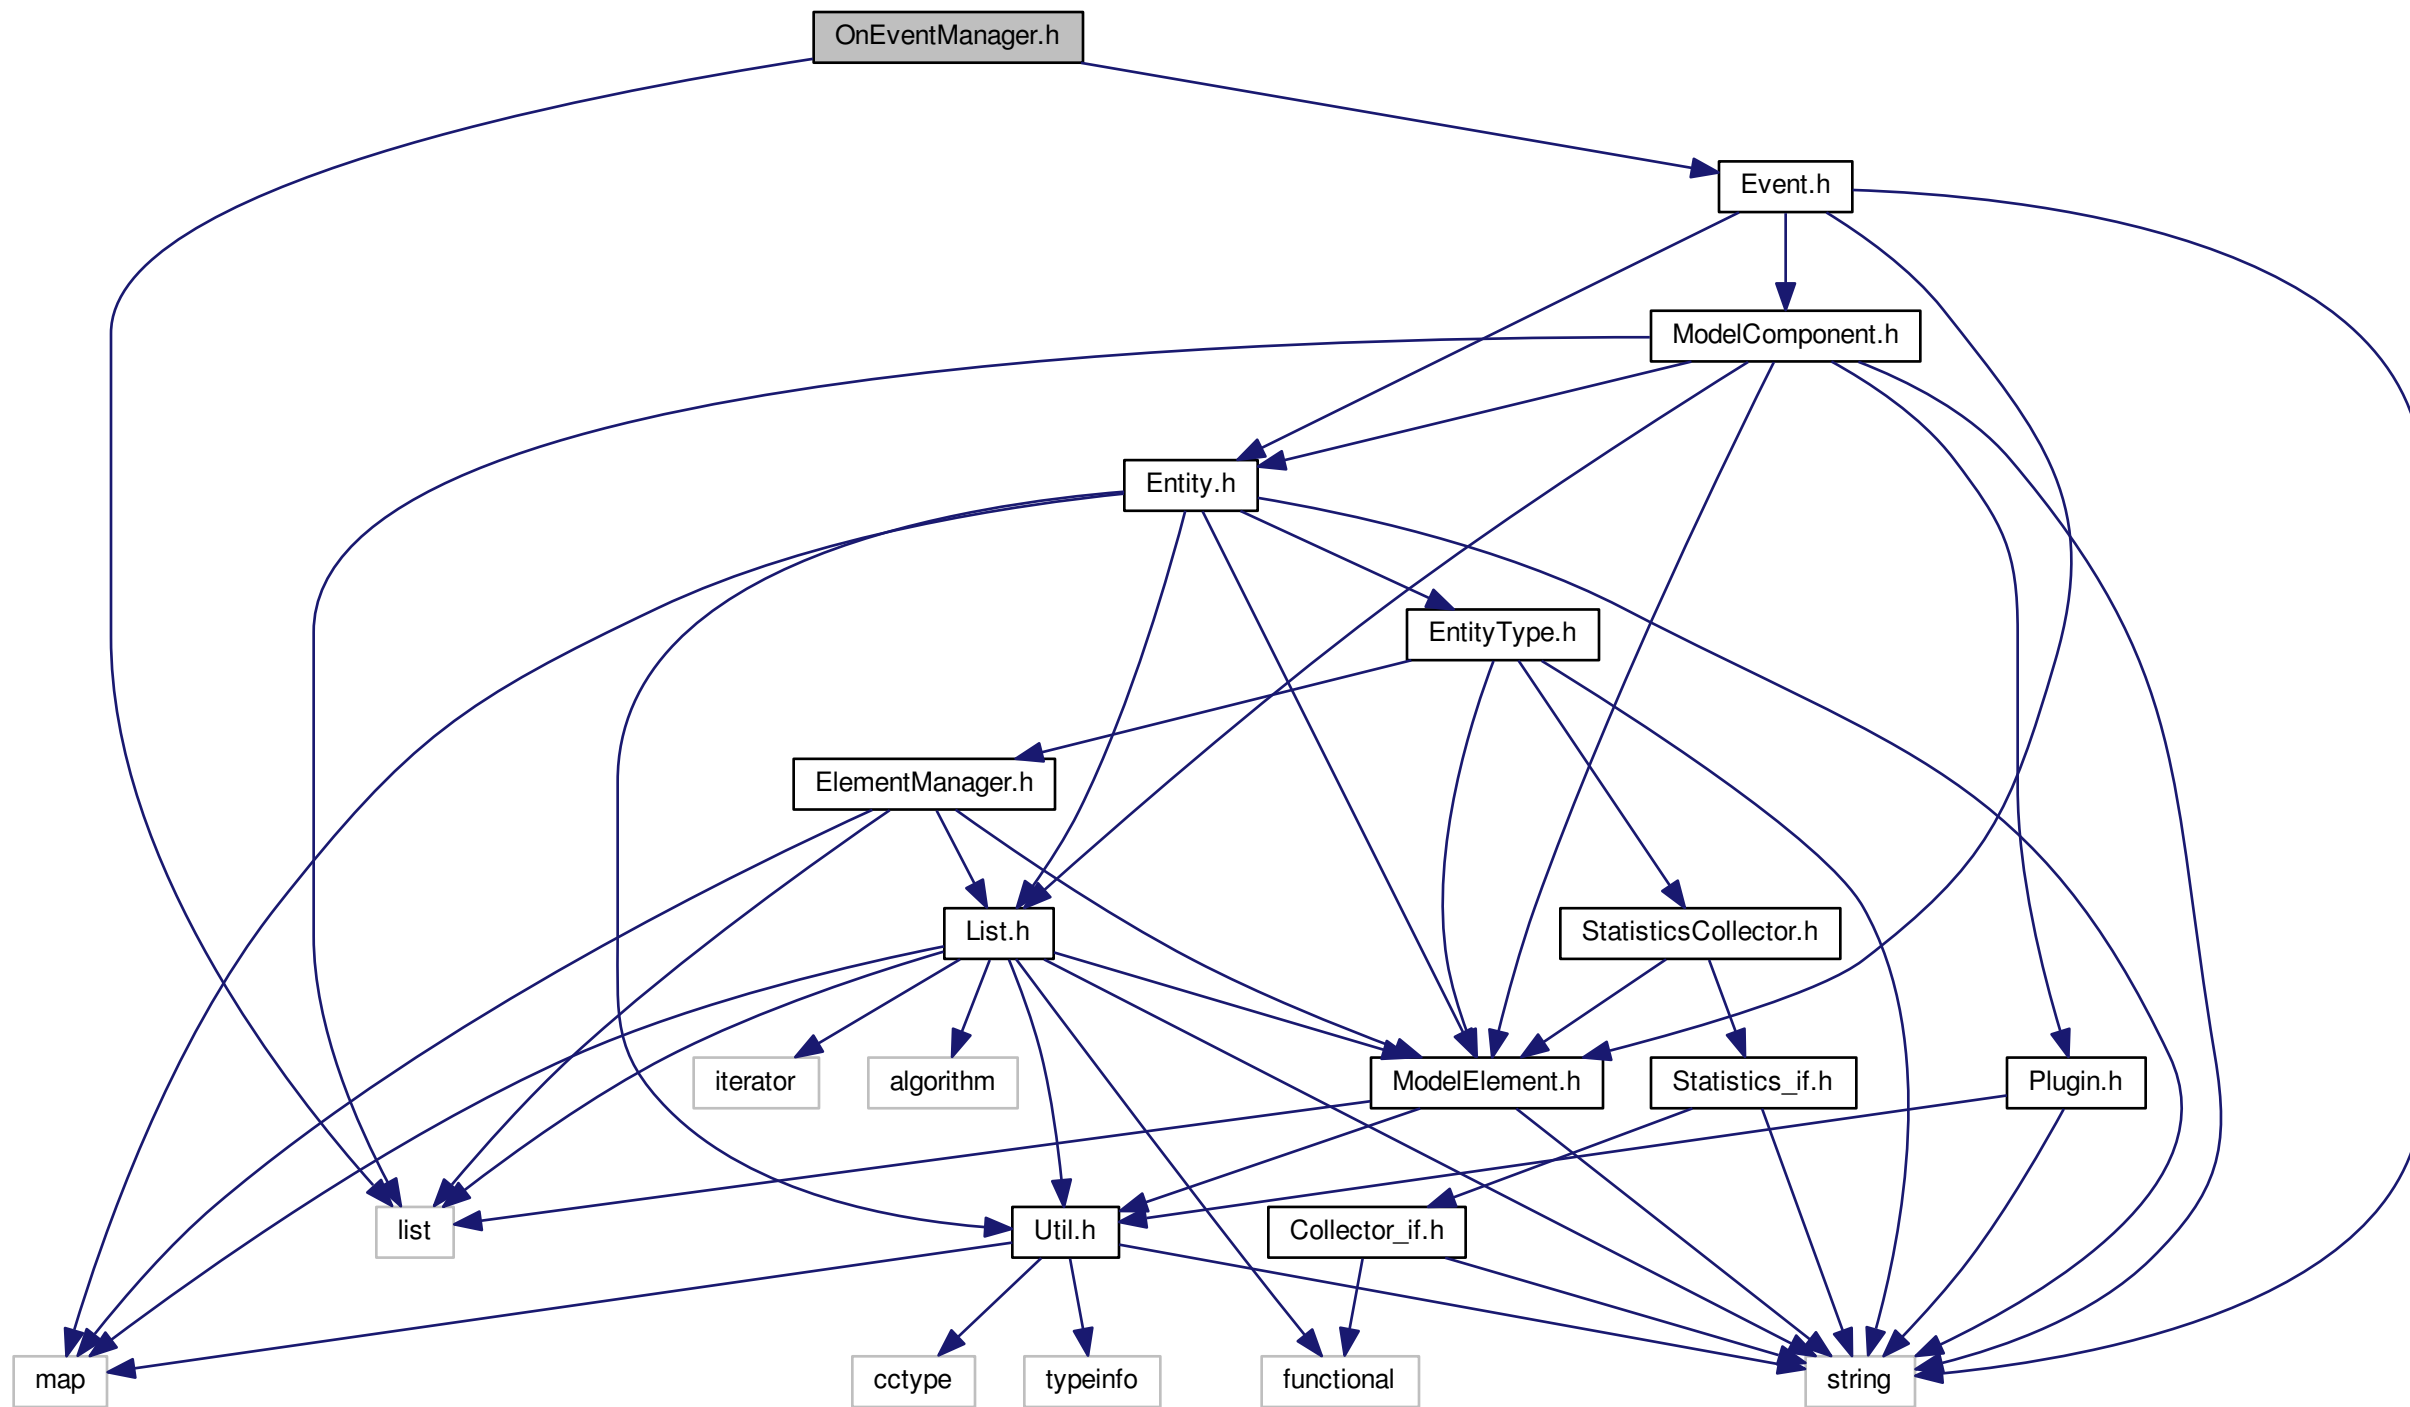 OnEventManager.h
Event.h
ModelComponent.h
Entity.h
EntityType.h
ElementManager.h
List.h
StatisticsCollector.h
iterator
algorithm
ModelElement.h
Statistics_if.h
Plugin.h
list
Util.h
Collector_if.h
map
cctype
typeinfo
functional
string